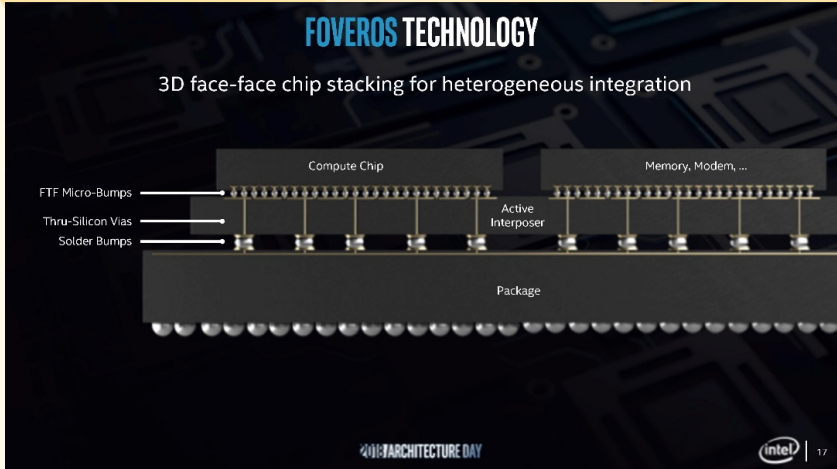 FOVEROS TECHNOLOGY
3D face-face chip stacking for heterogeneous integration
Compute Chip
Memory, Modem, ...
FTF Micro-Bumps
Active
Interposer
Thru-Silicon Vias
Solder Bumps
Package
2018 ARCHITECTURE DAY
intel
17